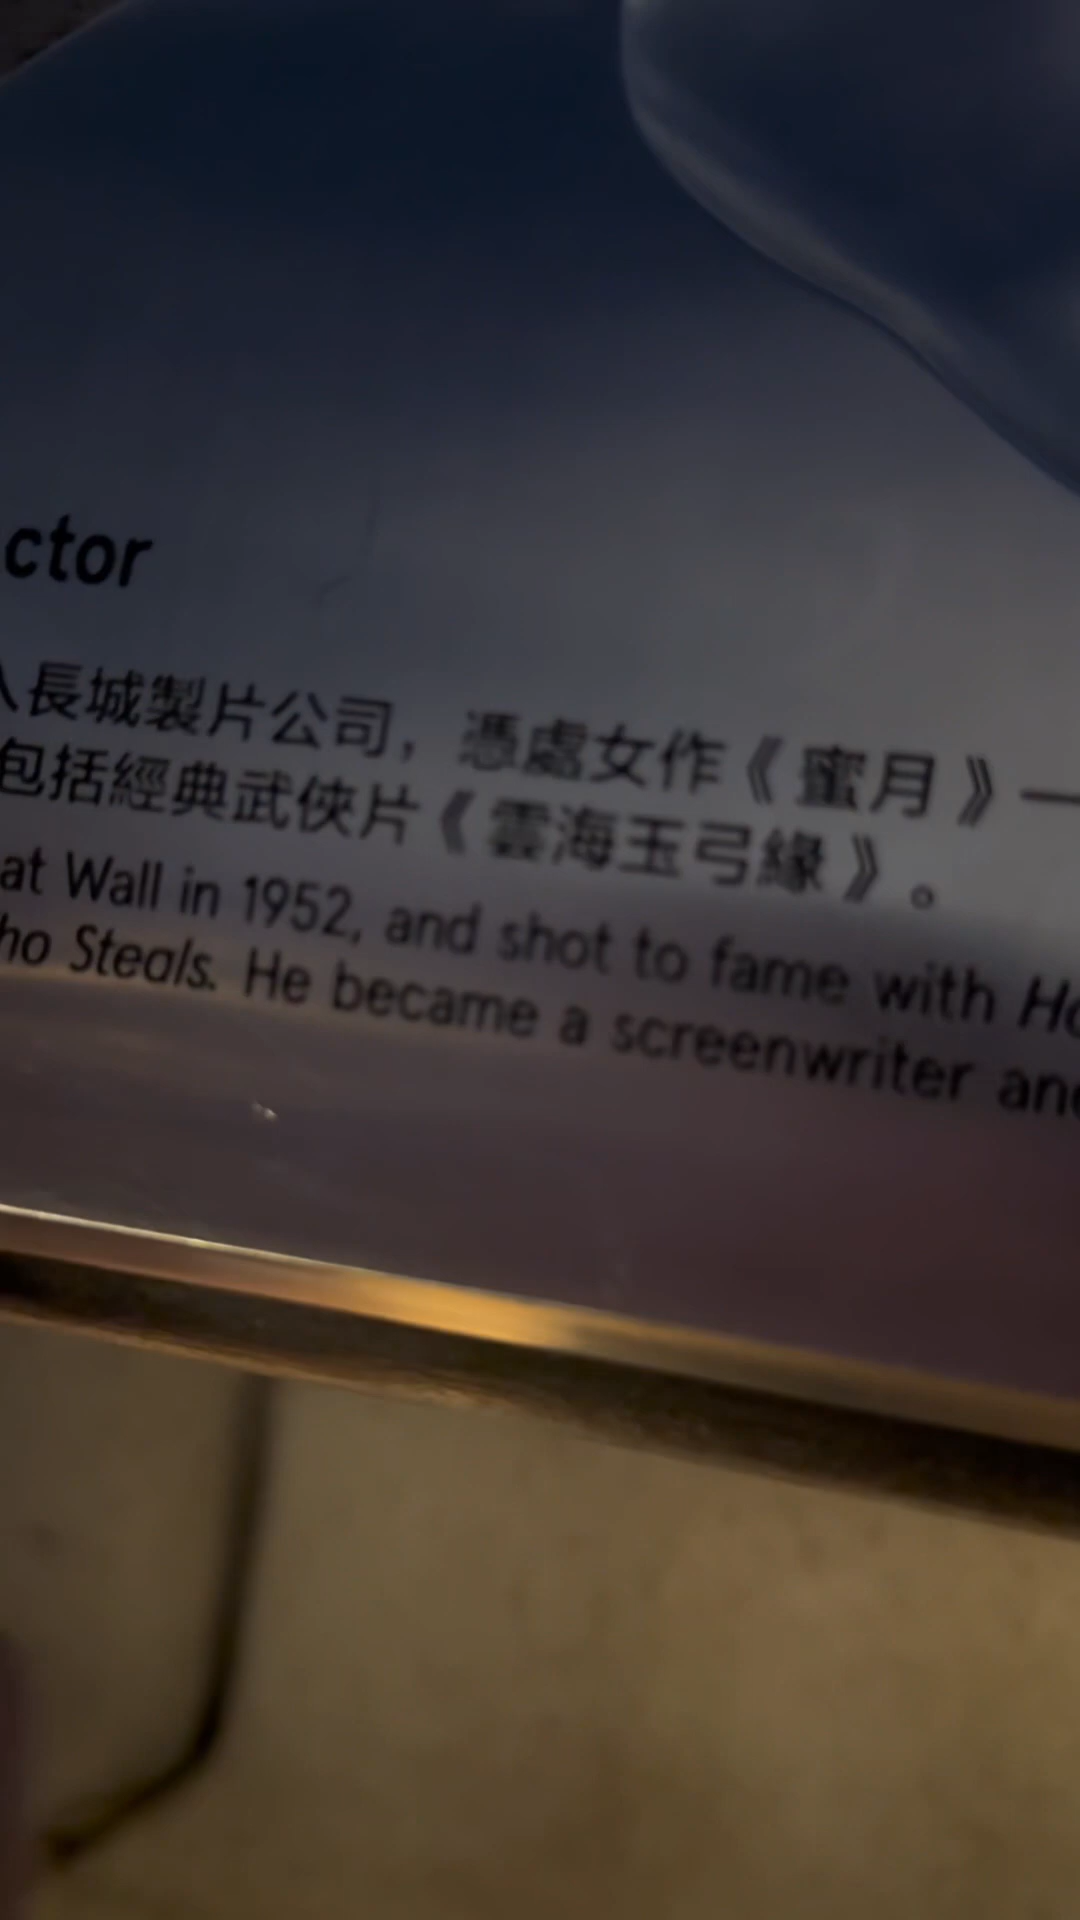 ctor
入長城製片公司，憑處女作《蜜月》一
包括經典武俠片《雲海玉弓緣》。
at Wall in 1952, and shot to fame with Ho
ho Steals. He became a screenwriter and